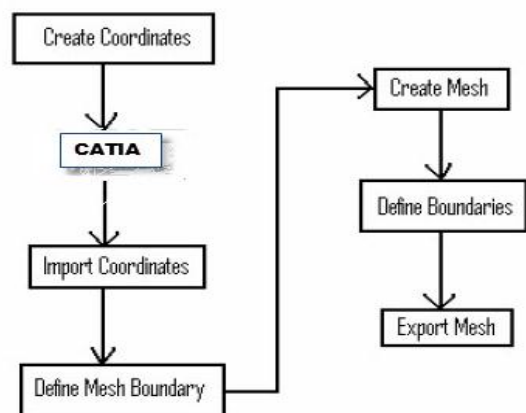 Create Coordinates
CATIA
Import Coordinates
Define Mesh Boundary
Create Mesh
Define Boundaries
Export Mesh